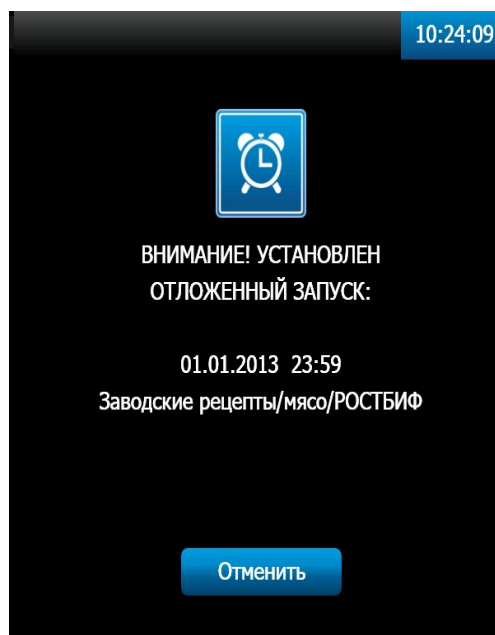 10:24:09
ВНИМАНИЕ! УСТАНОВЛЕН
ОТЛОЖЕННЫЙ ЗАПУСК:
01.01.2013 23:59
Заводские рецепты/мясо/РОСТБИФ
Отменить